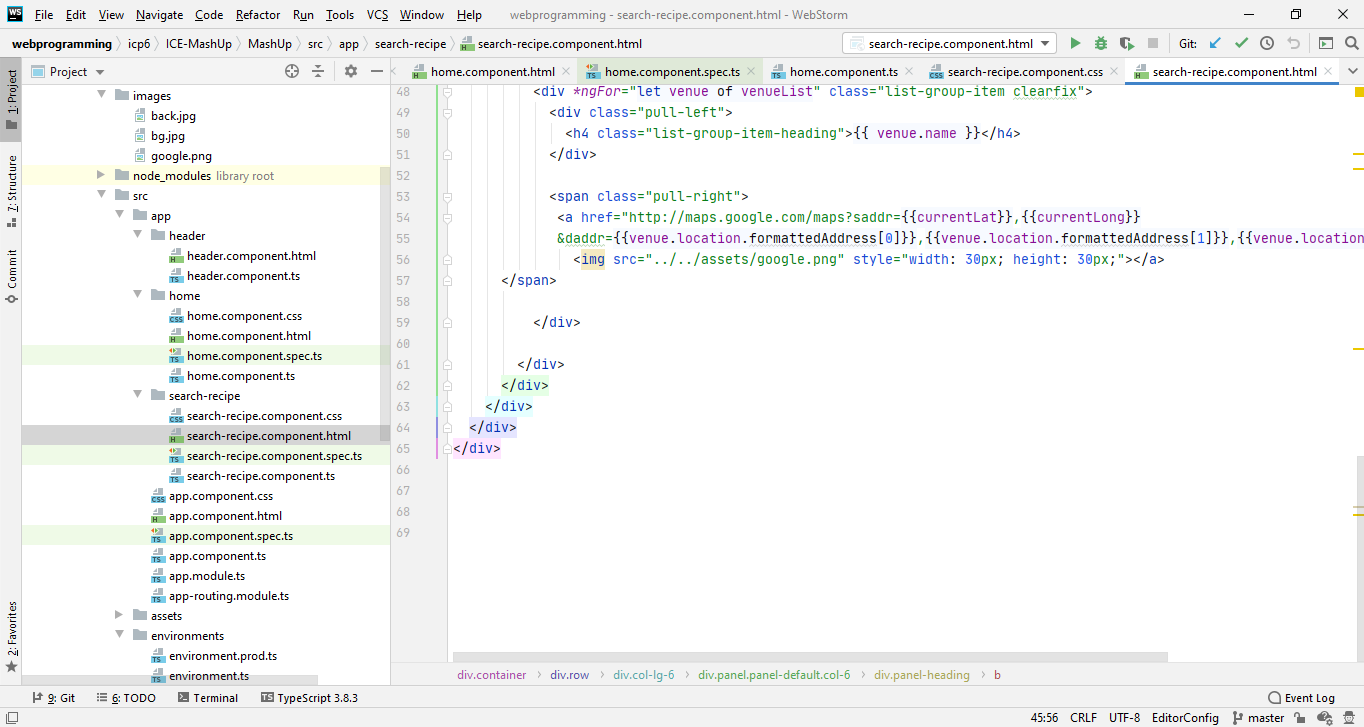 WS File Edit View Navigate Code Refactor Run Tools VCS Window Help webprogramming - search-recipe.component.html - WebStorm
webprogramming icp6 ICE-MashUp MashUp src app search-recipe search-recipe.component.html search-recipe.component.html Git:
Project home.component.html home.component.spec.ts home.component.ts search-recipe.component.css search-recipe.component.html
1: Project
7: Structure
Commit
2: Favorites
images
back.jpg
bg.jpg
google.png
node_modules library root
src
app
header
header.component.html
header.component.ts
home
home.component.css
home.component.html
home.component.spec.ts
home.component.ts
search-recipe
search-recipe.component.css
search-recipe.component.html
search-recipe.component.spec.ts
search-recipe.component.ts
app.component.css
app.component.html
app.component.spec.ts
app.component.ts
app.module.ts
app-routing.module.ts
assets
environments
environment.prod.ts
environment.ts
48 <div *ngFor="let venue of venueList" class="list-group-item clearfix">
49 <div class="pull-left">
50 <h4 class="list-group-item-heading">{{ venue.name }}</h4>
51 </div>
52
53 <span class="pull-right">
54 <a href="http://maps.google.com/maps?saddr={{currentLat}},{{currentLong}}
55 &daddr={{venue.location.formattedAddress[0]}},{{venue.location.formattedAddress[1]}},{{venue.location
56 <img src="../../assets/google.png" style="width: 30px; height: 30px;"></a>
57 </span>
58
59 </div>
60
61 </div>
62 </div>
63 </div>
64 </div>
65 </div>
66
67
68
69
div.container div.row div.col-lg-6 div.panel.panel-default.col-6 div.panel-heading b
9: Git 6: TODO Terminal TypeScript 3.8.3 Event Log
45:56 CRLF UTF-8 EditorConfig master